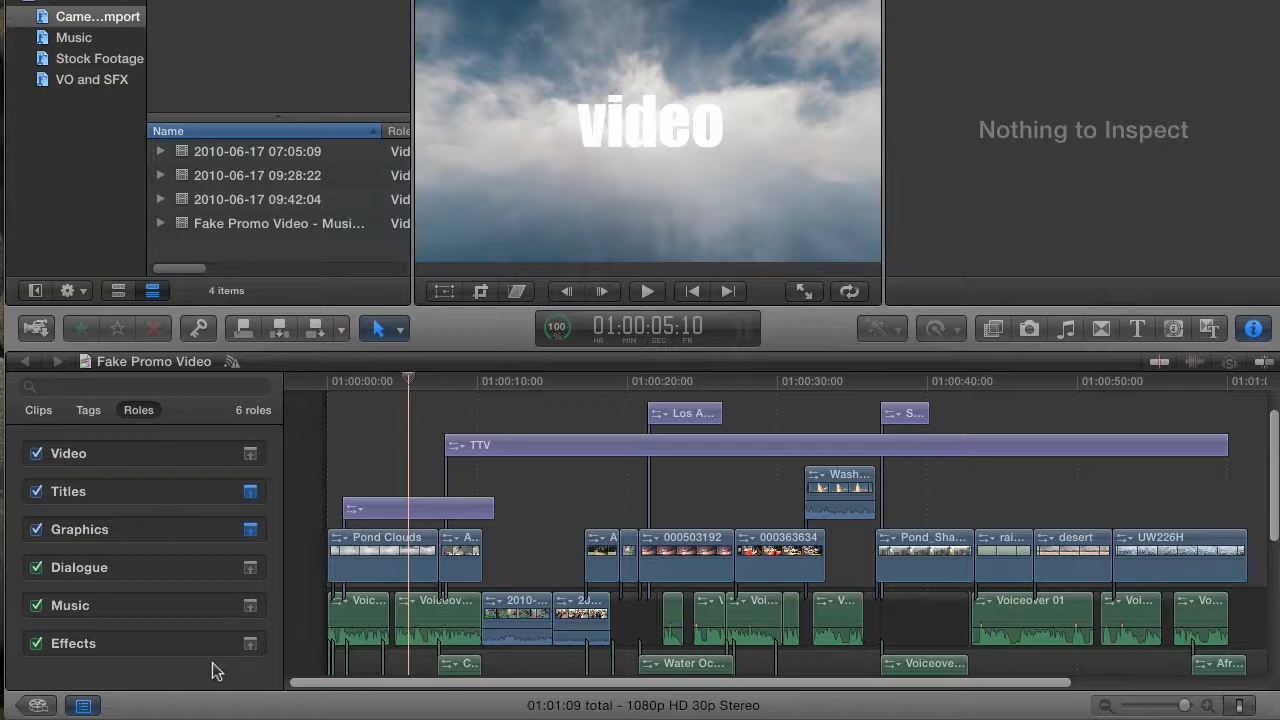 Came...mport
Music
Stock Footage
VO and SFX
Name
Role
2010-06-17 07:05:09
Vid
2010-06-17 09:28:22
Vid
2010-06-17 09:42:04
Vid
Fake Promo Video - Musi...
Vid
4 items
video
Nothing to Inspect
100
%
01:00:05:10
HR MIN SEC FR
Fake Promo Video
Clips
Tags
Roles
6 roles
Video
Titles
Graphics
Dialogue
Music
Effects
01:00:00:00
01:00:10:00
01:00:20:00
01:00:30:00
01:00:40:00
01:00:50:00
01:01:0
Los A...
S...
TTV
Wash...
Pond Clouds
A...
A
000503192
000363634
Pond_Sha...
rai...
desert
UW226H
Voic...
Voiceov...
2010-...
20...
V
Voi...
V...
Voiceover 01
Voi...
Vo...
C...
Water Oc...
Voiceove...
Afr...
01:01:09 total - 1080p HD 30p Stereo